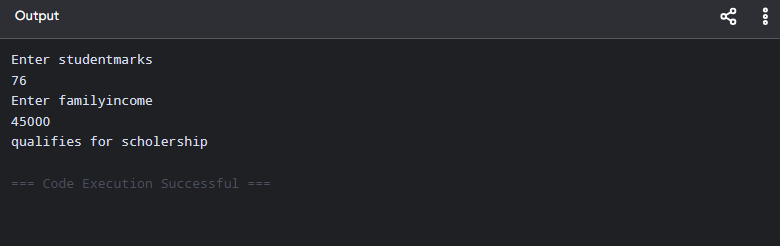 Output
Enter studentmarks
76
Enter familyincome
45000
qualifies for scholership
=== Code Execution Successful ===